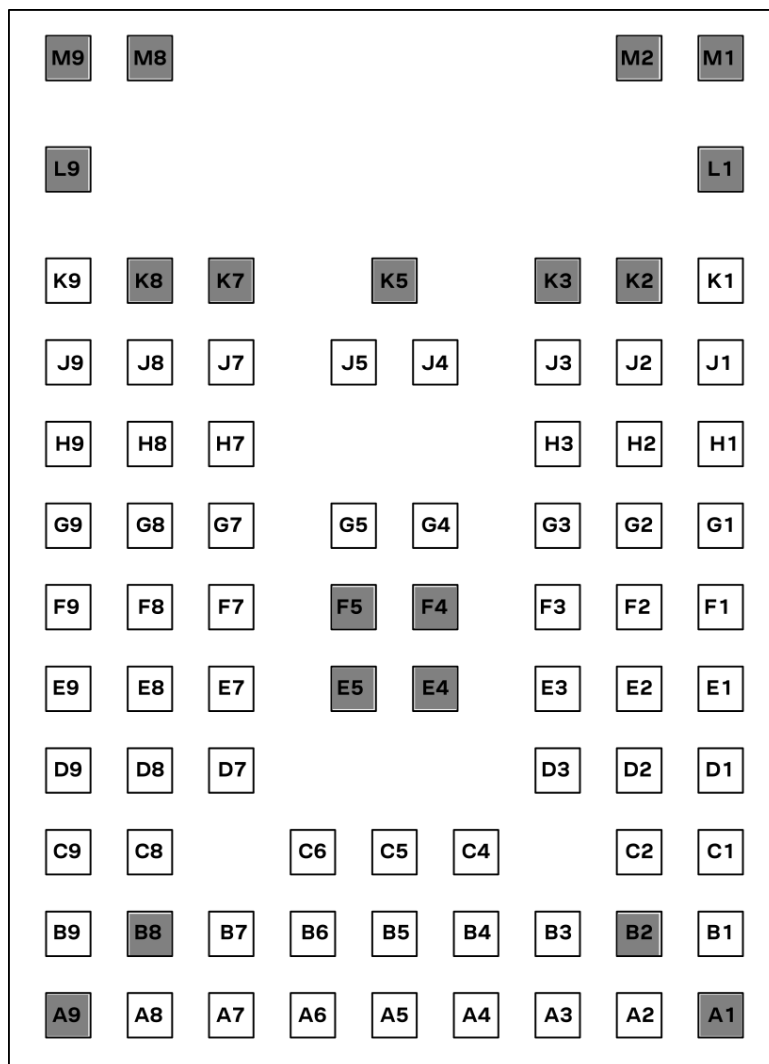 M9 M8 M2 M1
L9 L1
K9 K8 K7 K5 K3 K2 K1
J9 J8 J7 J5 J4 J3 J2 J1
H9 H8 H7 H3 H2 H1
G9 G8 G7 G5 G4 G3 G2 G1
F9 F8 F7 F5 F4 F3 F2 F1
E9 E8 E7 E5 E4 E3 E2 E1
D9 D8 D7 D3 D2 D1
C9 C8 C6 C5 C4 C2 C1
B9 B8 B7 B6 B5 B4 B3 B2 B1
A9 A8 A7 A6 A5 A4 A3 A2 A1